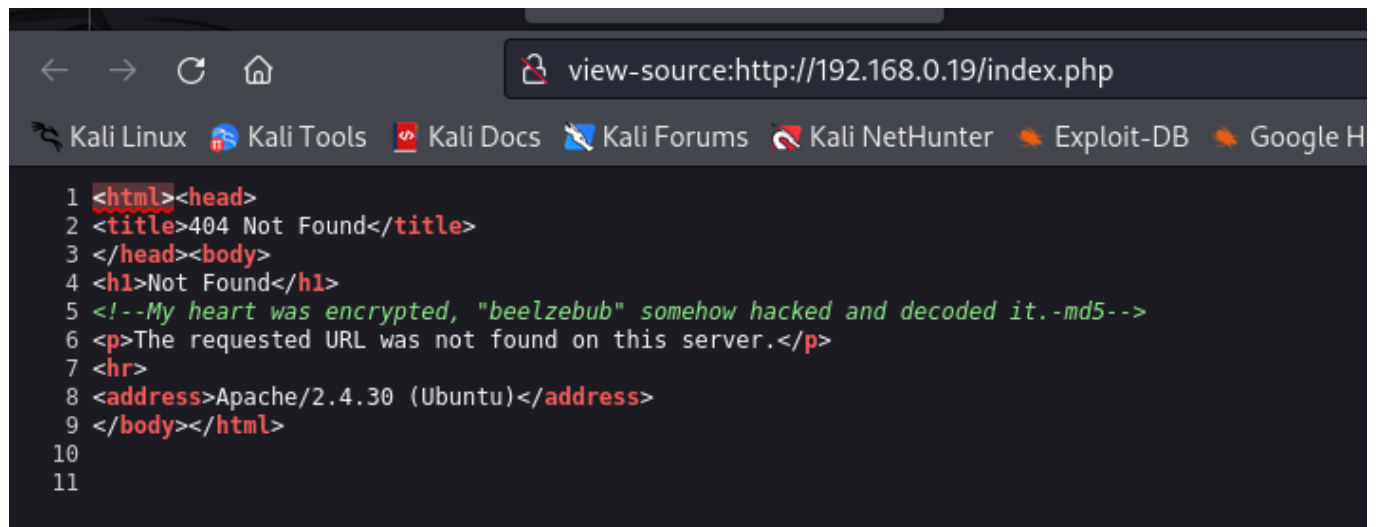 view-source:http://192.168.0.19/index.php
Kali Linux Kali Tools Kali Docs Kali Forums Kali NetHunter Exploit-DB Google H
1 <html><head>
2 <title>404 Not Found</title>
3 </head><body>
4 <h1>Not Found</h1>
5 <!--My heart was encrypted, "beelzebub" somehow hacked and decoded it.-md5-->
6 <p>The requested URL was not found on this server.</p>
7 <hr>
8 <address>Apache/2.4.30 (Ubuntu)</address>
9 </body></html>
10
11